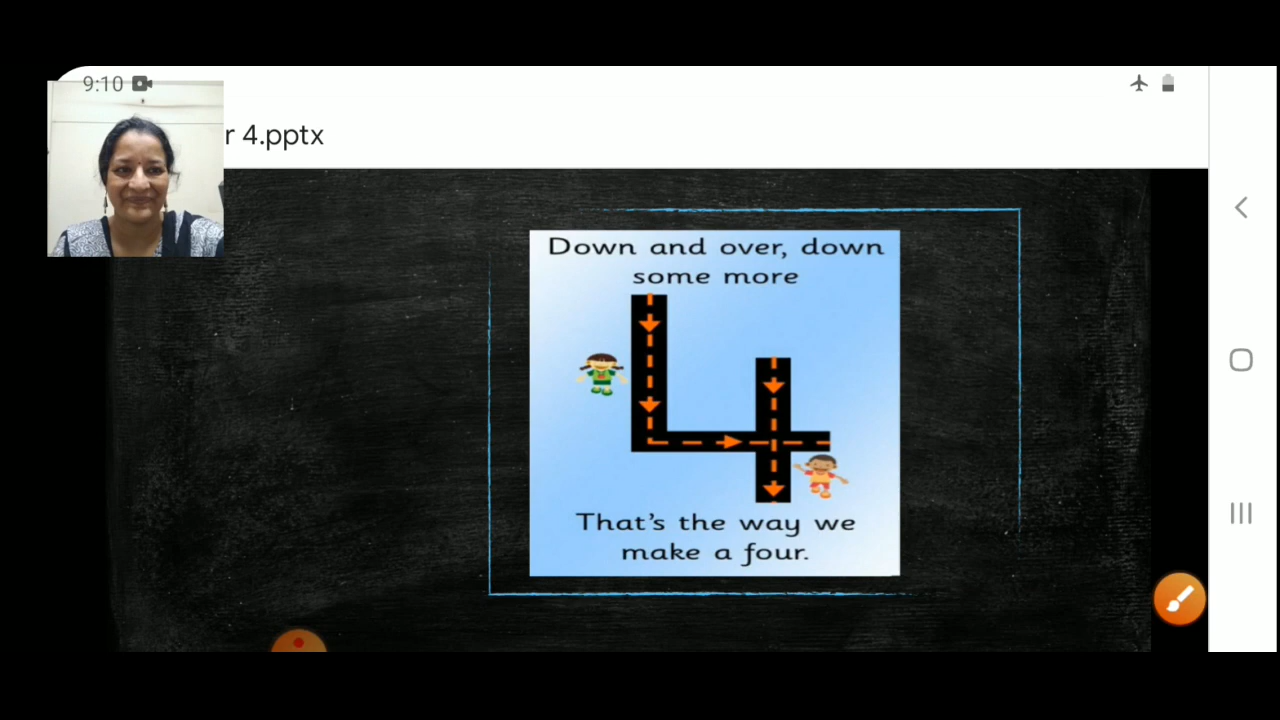 9:10
r 4.pptx
Down and over, down
some more
That's the way we
make a four.